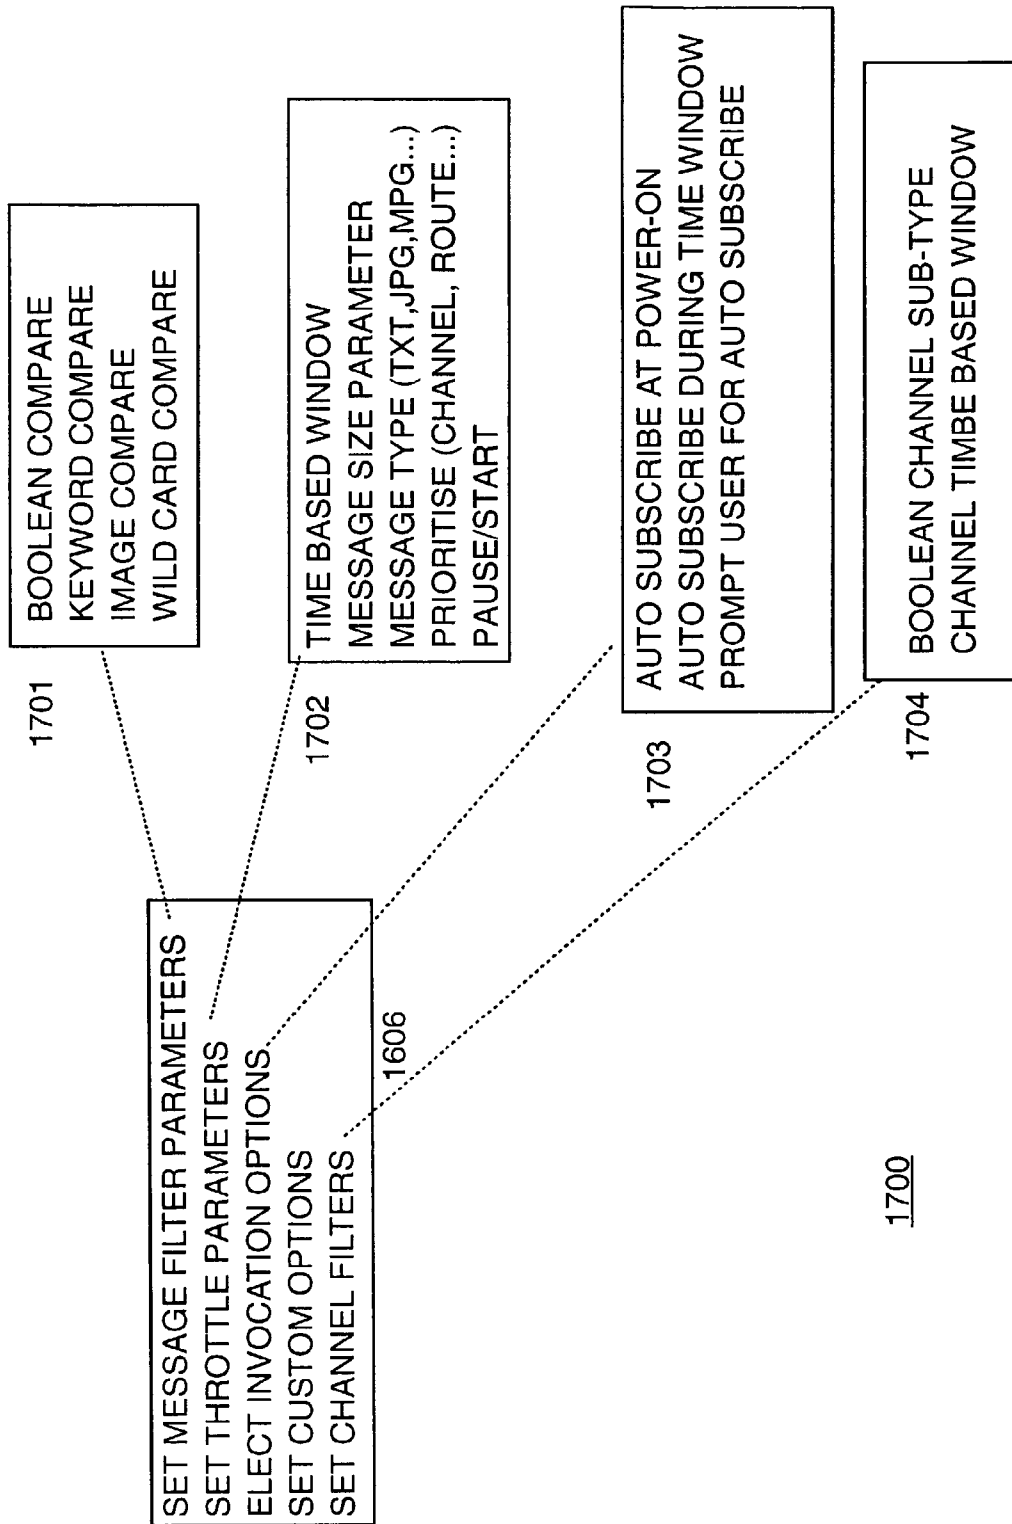 SET MESSAGE FILTER PARAMETERS
SET THROTTLE PARAMETERS
ELECT INVOCATION OPTIONS
SET CUSTOM OPTIONS
SET CHANNEL FILTERS
1606
1701
BOOLEAN COMPARE
KEYWORD COMPARE
IMAGE COMPARE
WILD CARD COMPARE
1702
TIME BASED WINDOW
MESSAGE SIZE PARAMETER
MESSAGE TYPE (TXT,JPG,MPG...)
PRIORITISE (CHANNEL, ROUTE...)
PAUSE/START
1703
AUTO SUBSCRIBE AT POWER-ON
AUTO SUBSCRIBE DURING TIME WINDOW
PROMPT USER FOR AUTO SUBSCRIBE
1704
BOOLEAN CHANNEL SUB-TYPE
CHANNEL TIMBE BASED WINDOW
1700